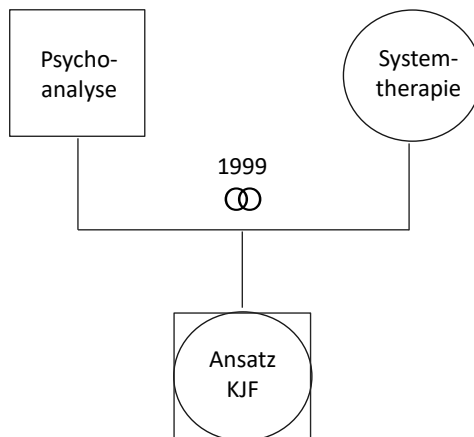 Psycho-
analyse
System-
therapie
1999
Ansatz
KJF